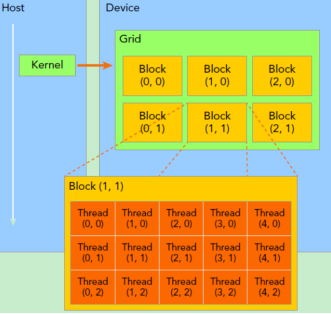 Host
Device
Grid
Kernel
Block Block Block
(0, 0) (1, 0) (2, 0)
Block Block Block
(0, 1) (1, 1) (2, 1)
Block (1, 1)
Thread Thread Thread Thread Thread
(0, 0) (1, 0) (2, 0) (3, 0) (4, 0)
Thread Thread Thread Thread Thread
(0, 1) (1, 1) (2, 1) (3, 1) (4, 1)
Thread Thread Thread Thread Thread
(0, 2) (1, 2) (2, 2) (3, 2) (4, 2)